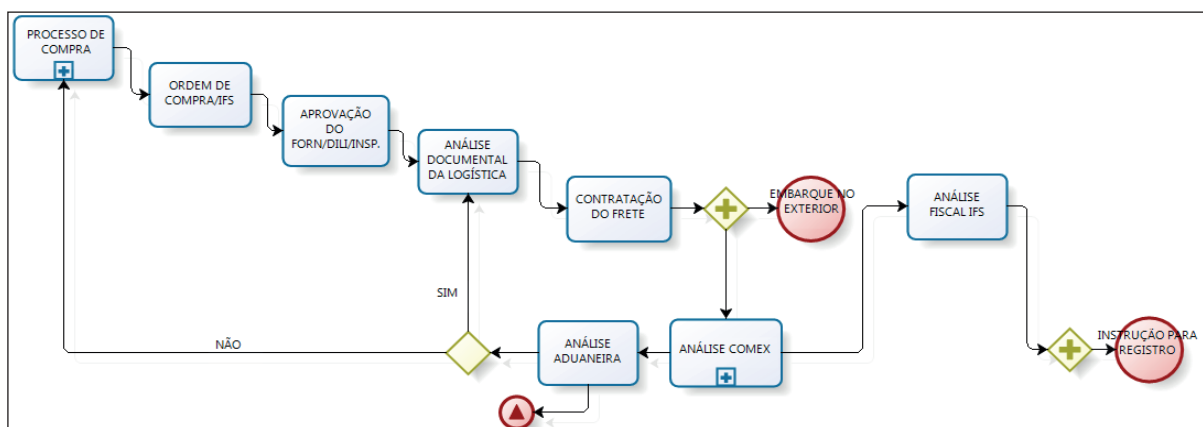 PROCESSO DE
COMPRA
ORDEM DE
COMPRA/IFS
APROVAÇÃO
DO
FORN/DILI/INSP.
ANÁLISE
DOCUMENTAL
DA LOGÍSTICA
CONTRATAÇÃO
DO FRETE
EMBARQUE NO
EXTERIOR
ANÁLISE
FISCAL IFS
SIM
NÃO
ANÁLISE
ADUANEIRA
ANÁLISE COMEX
INSTRUÇÃO PARA
REGISTRO